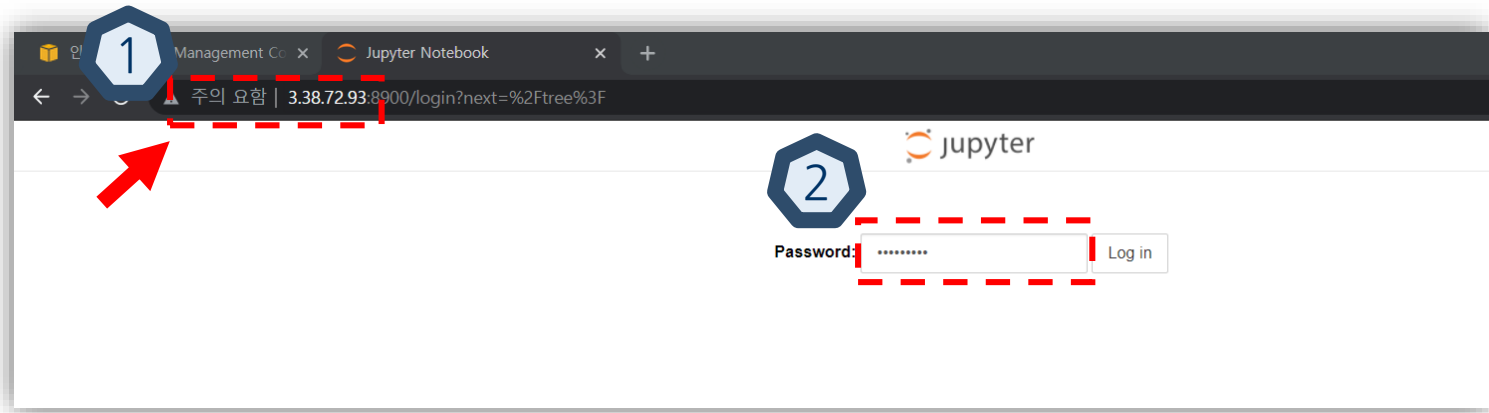 1
Management Co
Jupyter Notebook
주의 요함 | 3.38.72.93:8900/login?next=%2Ftree%3F
jupyter
2
Password: •••••••••
Log in